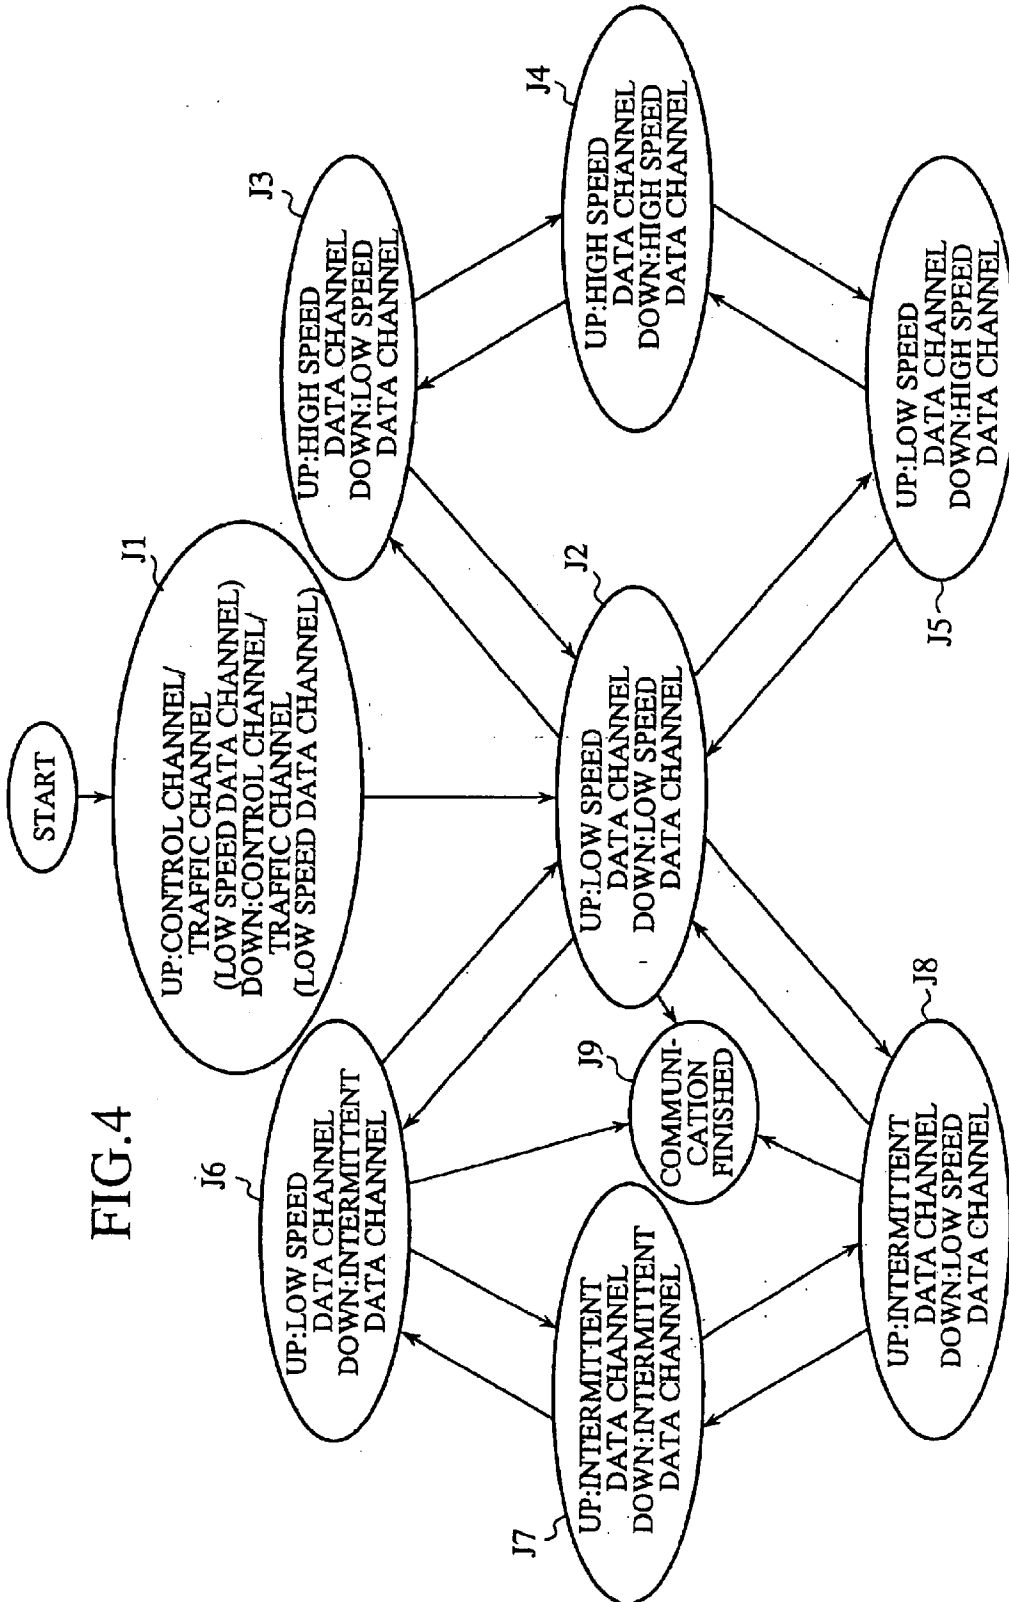 FIG.4
START
J1
UP:CONTROL CHANNEL/
TRAFFIC CHANNEL
(LOW SPEED DATA CHANNEL)
DOWN:CONTROL CHANNEL/
TRAFFIC CHANNEL
(LOW SPEED DATA CHANNEL)
J6
UP:LOW SPEED
DATA CHANNEL
DOWN:INTERMITTENT
DATA CHANNEL
J3
UP:HIGH SPEED
DATA CHANNEL
DOWN:LOW SPEED
DATA CHANNEL
J7
UP:INTERMITTENT
DATA CHANNEL
DOWN:INTERMITTENT
DATA CHANNEL
J9
COMMUNI-
CATION
FINISHED
J2
UP:LOW SPEED
DATA CHANNEL
DOWN:LOW SPEED
DATA CHANNEL
J4
UP:HIGH SPEED
DATA CHANNEL
DOWN:HIGH SPEED
DATA CHANNEL
J8
UP:INTERMITTENT
DATA CHANNEL
DOWN:LOW SPEED
DATA CHANNEL
J5
UP:LOW SPEED
DATA CHANNEL
DOWN:HIGH SPEED
DATA CHANNEL